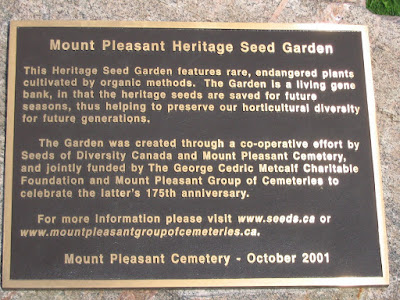 Mount Pleasant Heritage Seed Garden
This Heritage Seed Garden features rare, endangered plants
cultivated by organic methods. The Garden is a living gene
bank, in that the heritage seeds are saved for future
seasons, thus helping to preserve our horticultural diversity
for future generations.
The Garden was created through a co-operative effort by
Seeds of Diversity Canada and Mount Pleasant Cemetery,
and jointly funded by The George Cedric Metcalf Charitable
Foundation and Mount Pleasant Group of Cemeteries to
celebrate the latter's 175th anniversary.
For more information please visit www.seeds.ca or
www.mountpleasantgroupofcemeteries.ca.
Mount Pleasant Cemetery - October 2001